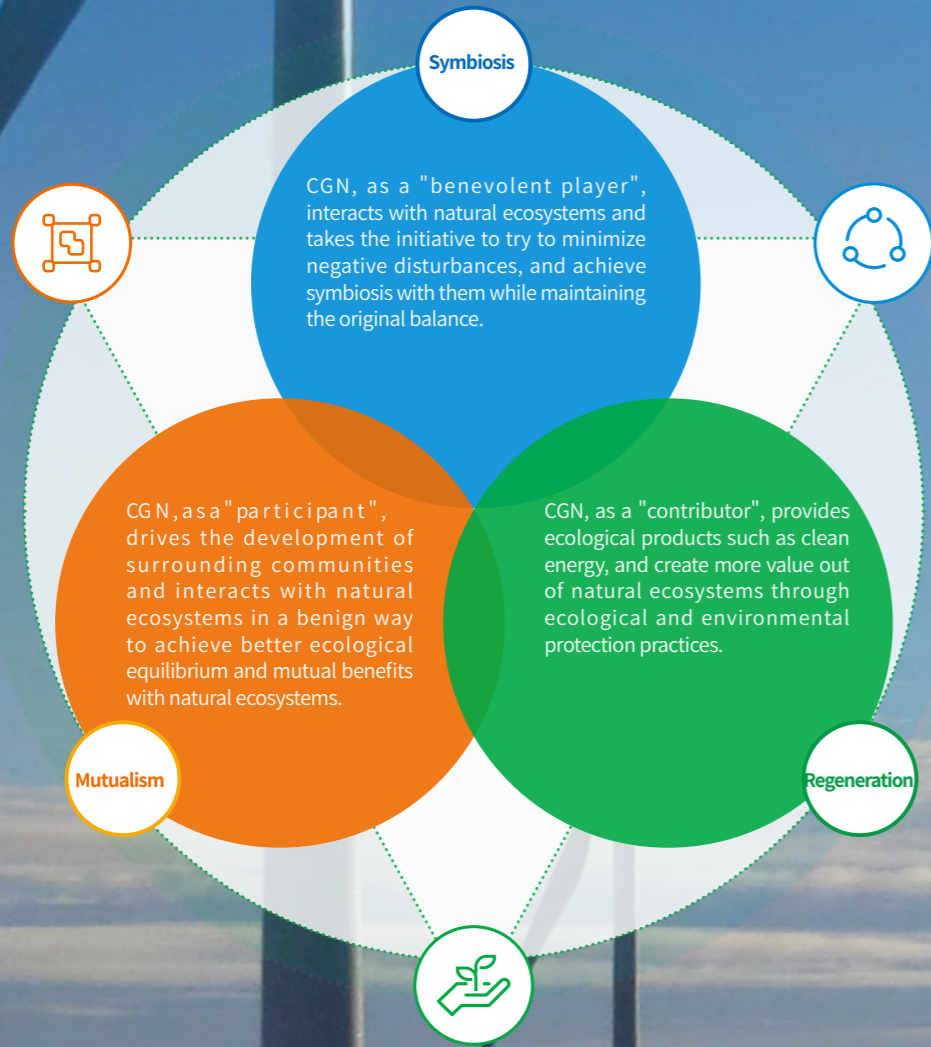 Symbiosis
CGN, as a "benevolent player",
interacts with natural ecosystems and
takes the initiative to try to minimize
negative disturbances, and achieve
symbiosis with them while maintaining
the original balance.
CGN, as a "participant",
drives the development of
surrounding communities
and interacts with natural
ecosystems in a benign way
to achieve better ecological
equilibrium and mutual benefits
with natural ecosystems.
CGN, as a "contributor", provides
ecological products such as clean
energy, and create more value out
of natural ecosystems through
ecological and environmental
protection practices.
Mutualism
Regeneration